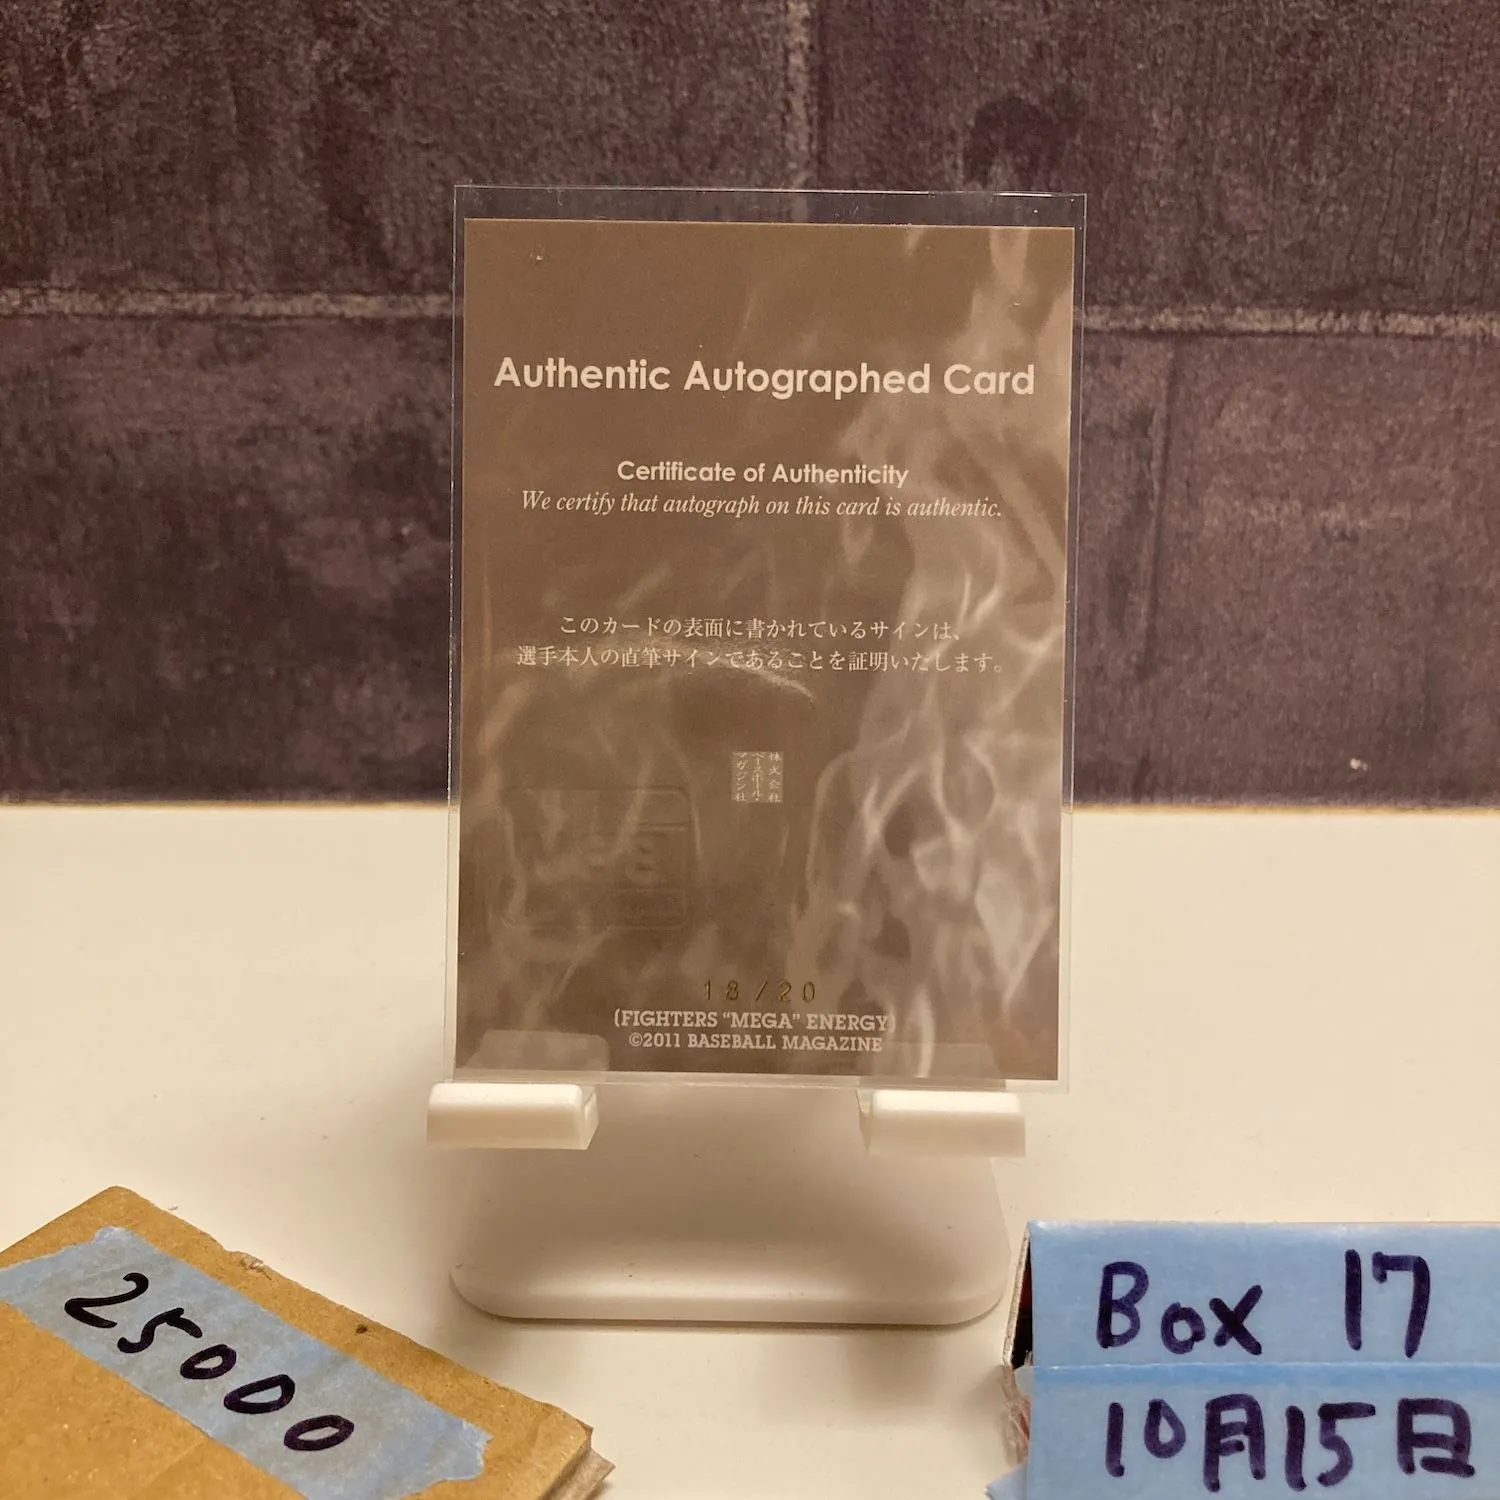 Authentic Autographed Card
Certificate of Authenticity
We certify that autograph on this card is authentic.
このカードの表面に書かれているサインは、
選手本人の直筆サインであることを証明いたします。
株式会社
ベースボール・
マガジン社
18/20
(FIGHTERS “MEGA” ENERGY)
©2011 BASEBALL MAGAZINE
25000
Box 17
10月15日